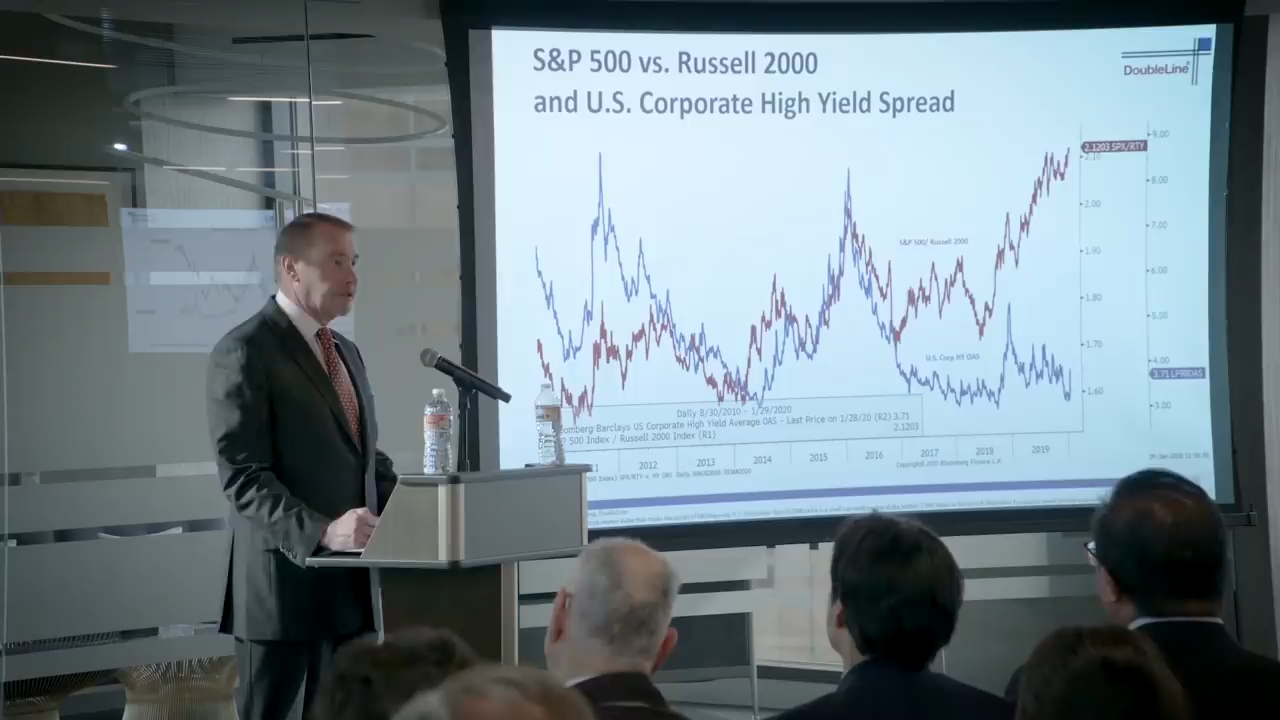 S&P 500 vs. Russell 2000
and U.S. Corporate High Yield Spread
DoubleLine
9.00
2.1203 SPX/RTY
2.10
8.00
2.00
7.00
S&P 500/ Russell 2000
1.90
6.00
1.80
5.00
1.70
U.S. Corp HY OAS
4.00
3.71
1.60
3.00
Daily 8/30/2010 - 1/29/2020
omberg Barclays US Corporate High Yield Average OAS - Last Price on 1/28/20 (R2) 3.71
500 Index / Russell 2000 Index (R1) 2.1203
1 2012 2013 2014 2015 2016 2017 2018 2019
Copyright© 2020 Bloomberg Finance L.P.